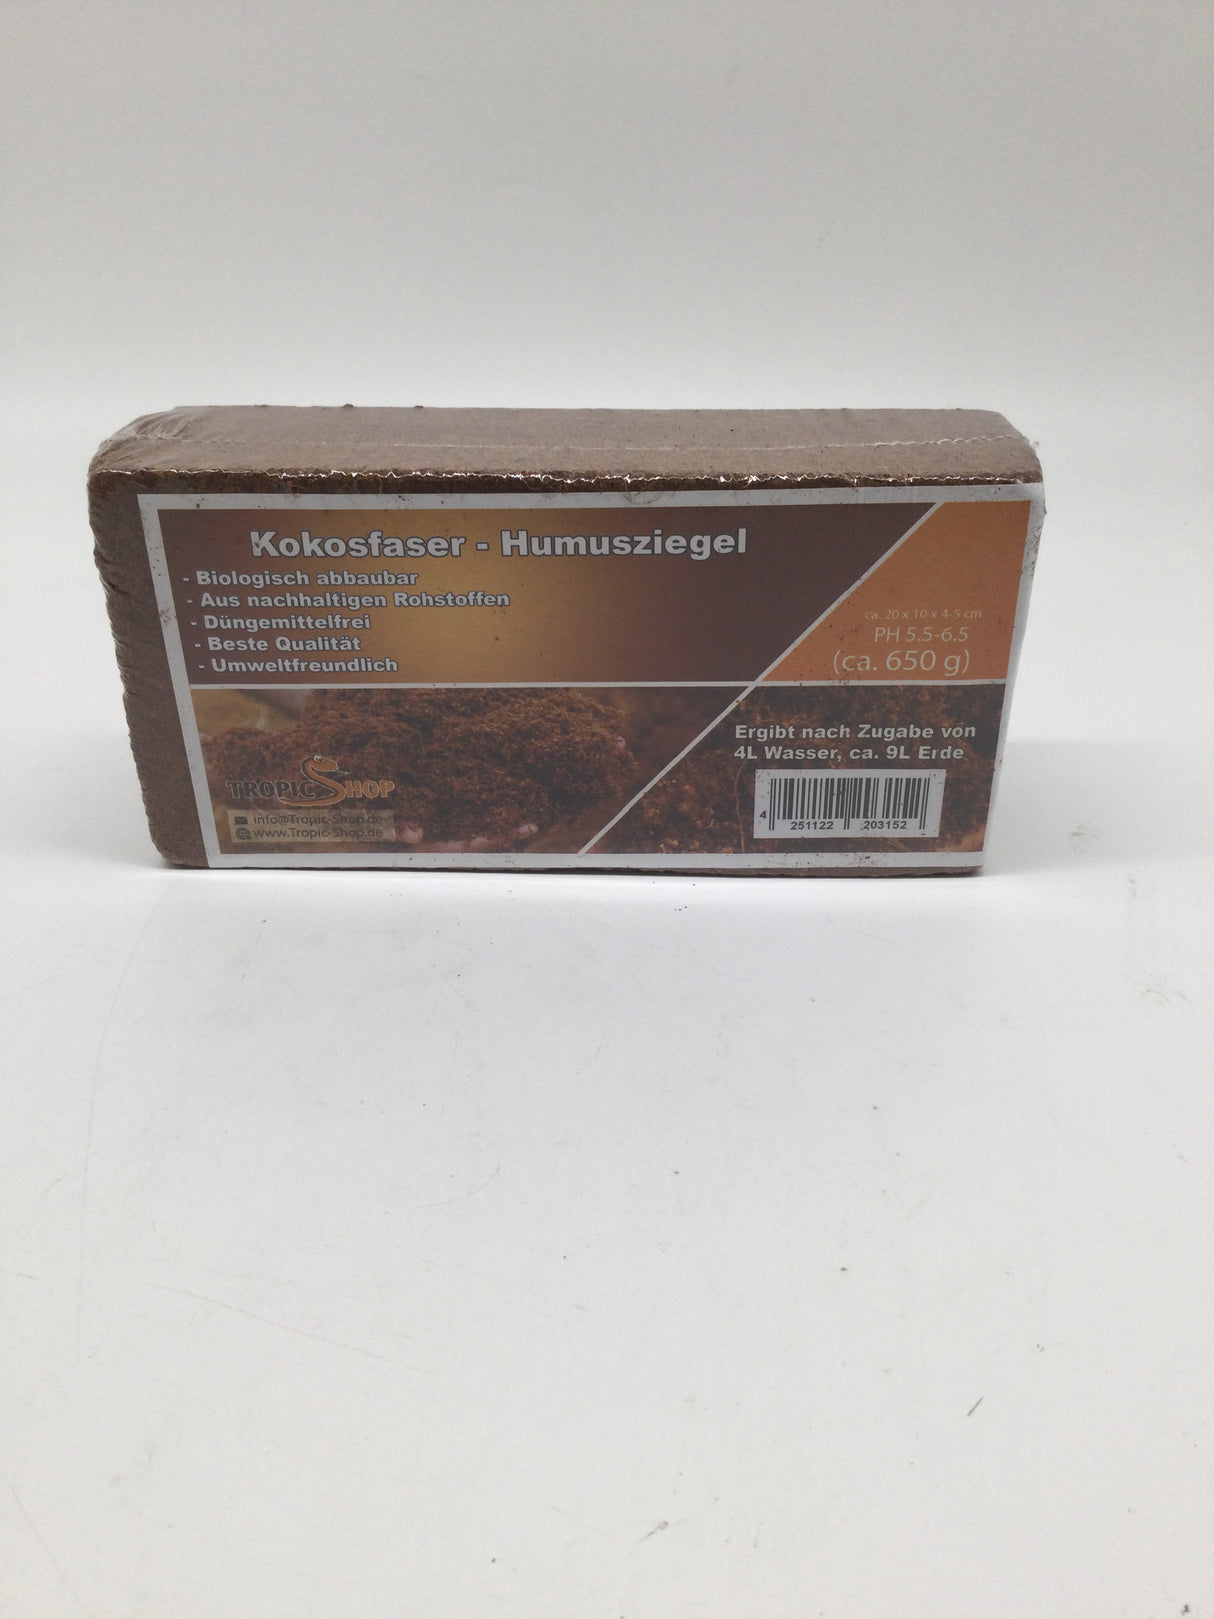 Kokosfaser - Humusziegel
- Biologisch abbaubar
- Aus nachhaltigen Rohstoffen
- Düngemittelfrei
- Beste Qualität
- Umweltfreundlich
ca. 20 x 10 x 4-5 cm
PH 5.5-6.5
(ca. 650 g)
Ergibt nach Zugabe von
4L Wasser, ca. 9L Erde
TROPIC SHOP
info@Tropic-Shop.de
www.Tropic-Shop.de
4 251122 203152